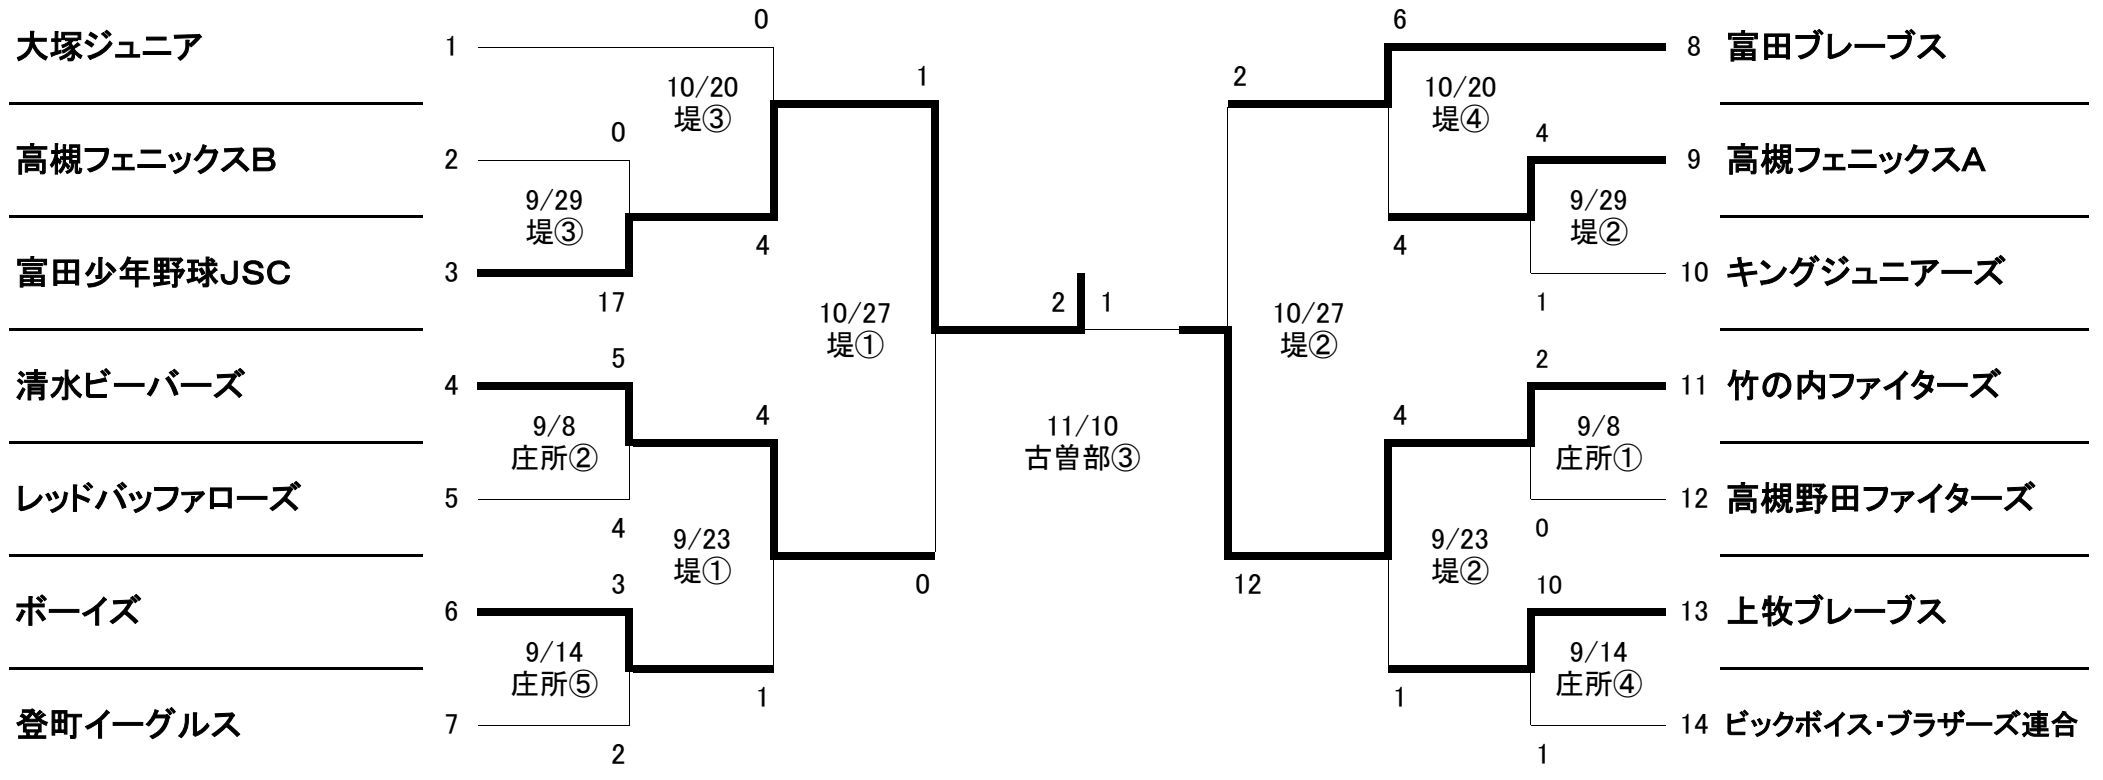 0
6
大塚ジュニア
1
8
富田ブレーブス
1
2
10/20
堤③
10/20
堤④
0
4
高槻フェニックスB
2
9
高槻フェニックスA
9/29
堤③
9/29
堤②
4
4
富田少年野球JSC
3
10
キングジュニアーズ
17
2
1
1
10/27
堤①
10/27
堤②
5
2
清水ビーバーズ
4
11
竹の内ファイターズ
4
4
9/8
庄所②
11/10
古曽部③
9/8
庄所①
レッドバッファローズ
5
12
高槻野田ファイターズ
4
0
9/23
堤①
9/23
堤②
3
0
12
10
ボーイズ
6
13
上牧ブレーブス
9/14
庄所⑤
9/14
庄所④
1
1
登町イーグルス
7
14
ビックボイス・ブラザーズ連合
2
1